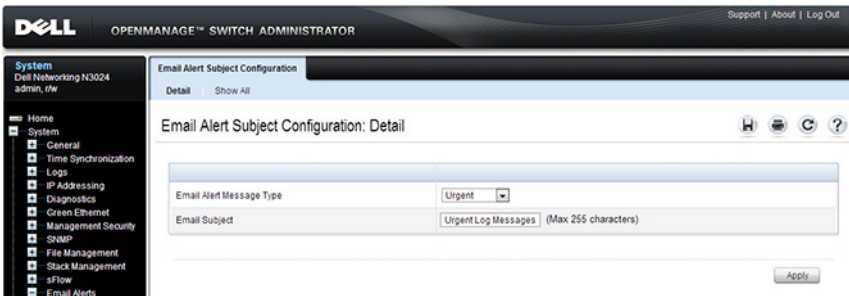 Support | About | Log Out
DELL OPENMANAGE™ SWITCH ADMINISTRATOR
System
Dell Networking N3024
admin, r/w
Home
System
General
Time Synchronization
Logs
IP Addressing
Diagnostics
Green Ethernet
Management Security
SNMP
File Management
Stack Management
sFlow
Email Alerts
Email Alert Subject Configuration
Detail Show All
Email Alert Subject Configuration: Detail
Email Alert Message Type Urgent
Email Subject Urgent Log Messages (Max 255 characters)
Apply